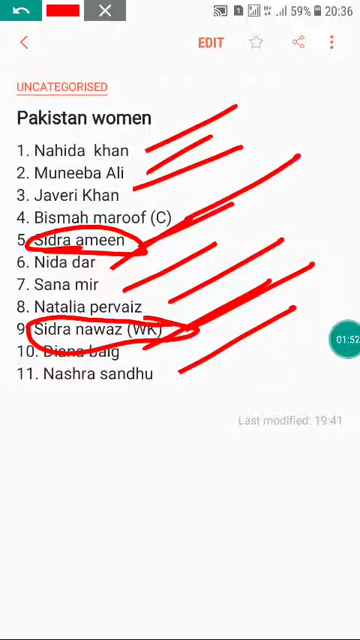 59% 20:36
EDIT
UNCATEGORISED
Pakistan women
1. Nahida khan
2. Muneeba Ali
3. Javeri Khan
4. Bismah maroof (C)
5. Sidra ameen
6. Nida dar
7. Sana mir
8. Natalia pervaiz
9. Sidra nawaz (WK)
10. Diana baig
11. Nashra sandhu
01:52
Last modified: 19:41